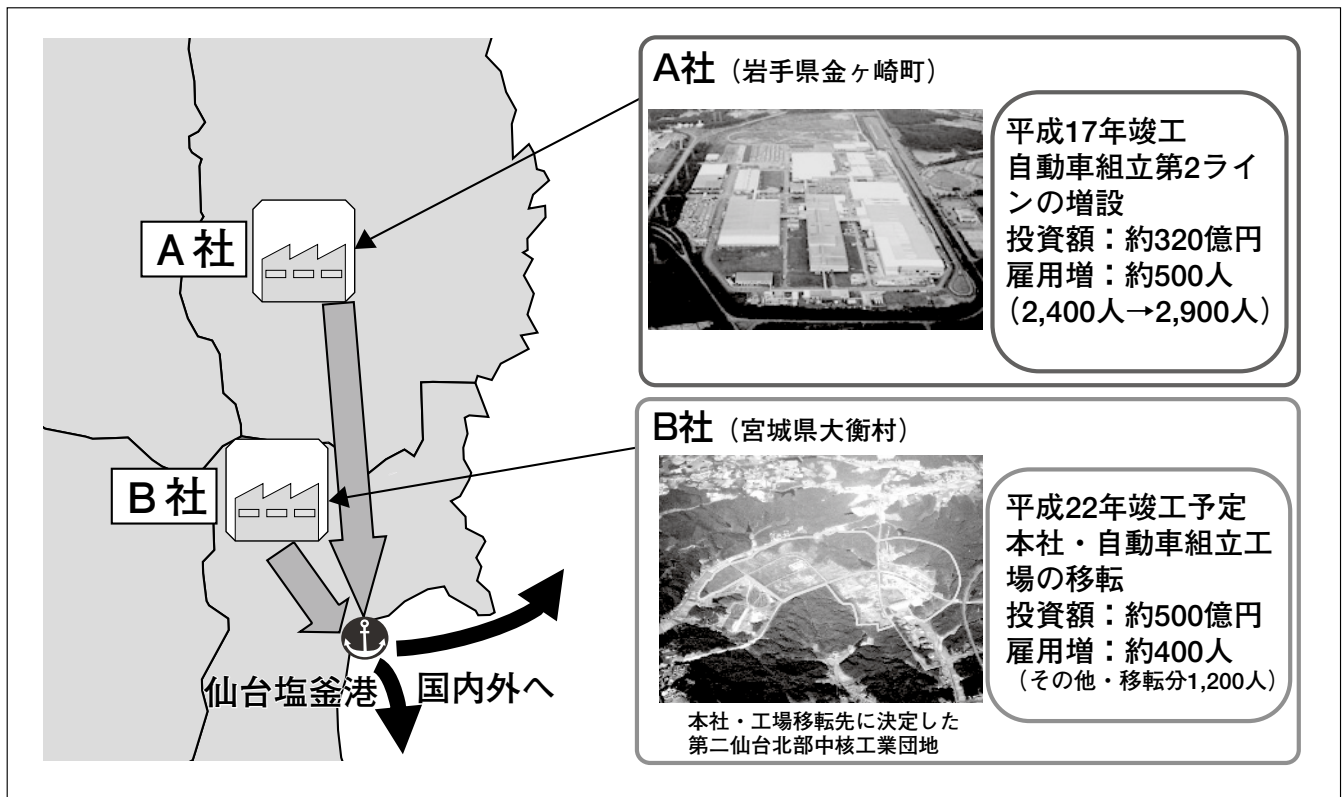 A社
B社
仙台塩釜港
国内外へ
A社（岩手県金ヶ崎町）
平成17年竣工
自動車組立第2ライ
ンの増設
投資額：約320億円
雇用増：約500人
（2,400人→2,900人）
B社（宮城県大衡村）
平成22年竣工予定
本社・自動車組立工
場の移転
投資額：約500億円
雇用増：約400人
（その他・移転分1,200人）
本社・工場移転先に決定した
第二仙台北部中核工業団地